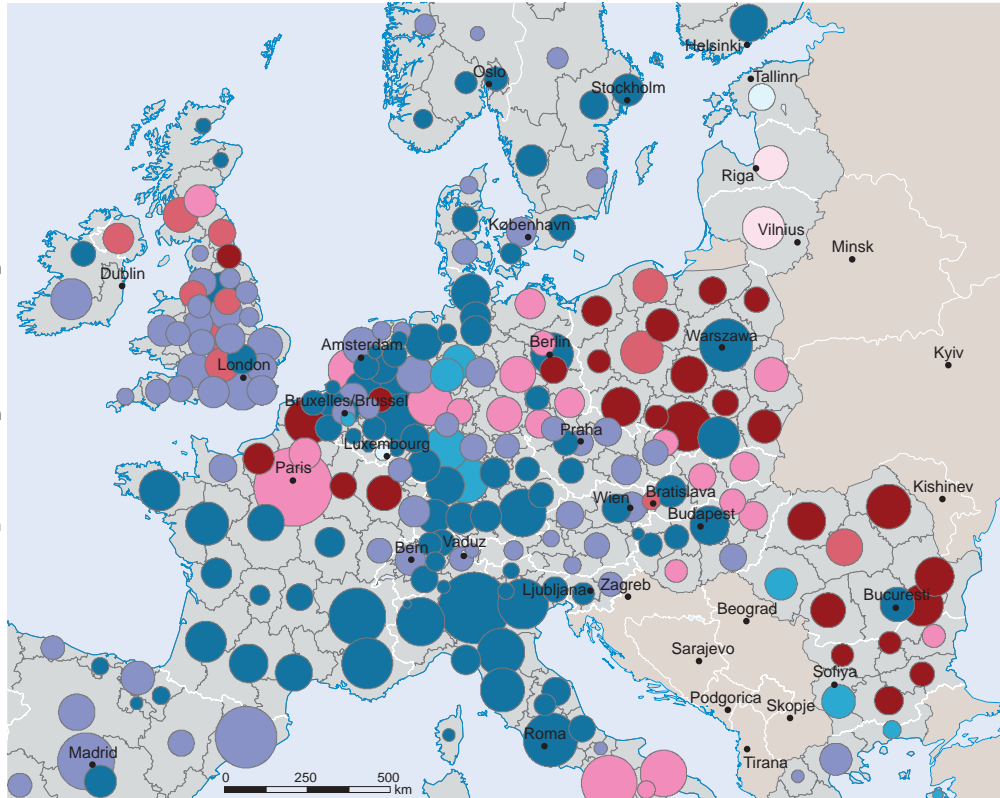 Helsinki
Oslo
Tallinn
Stockholm
Riga
København
Vilnius
Minsk
Dublin
Amsterdam
Berlin
Warszawa
Kyiv
London
Bruxelles/Brussel
Praha
Luxembourg
Paris
Kishinev
Wien
Bratislava
Budapest
Bern
Vaduz
Ljubljana
Zagreb
Bucuresti
Beograd
Sarajevo
Sofiya
Podgorica
Skopje
Roma
Madrid
Tirana
0 250 500
km